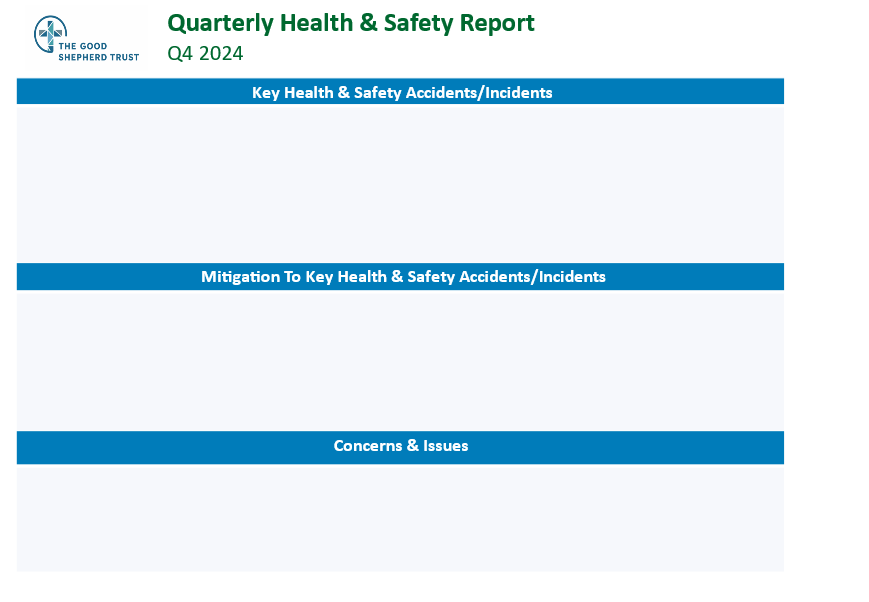 THE GOOD
SHEPHERD TRUST
Quarterly Health & Safety Report
Q4 2024
Key Health & Safety Accidents/Incidents
Mitigation To Key Health & Safety Accidents/Incidents
Concerns & Issues